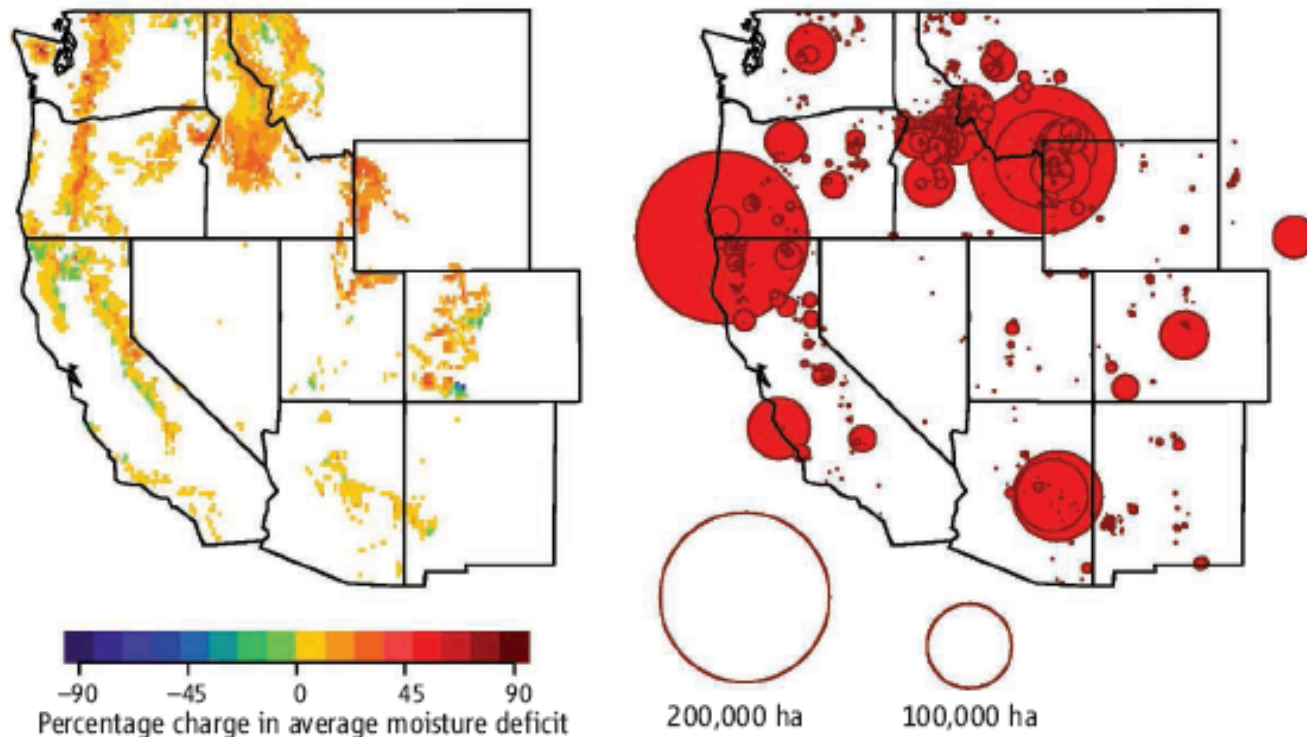 −90 −45 0 45 90
Percentage charge in average moisture deficit
200,000 ha 100,000 ha